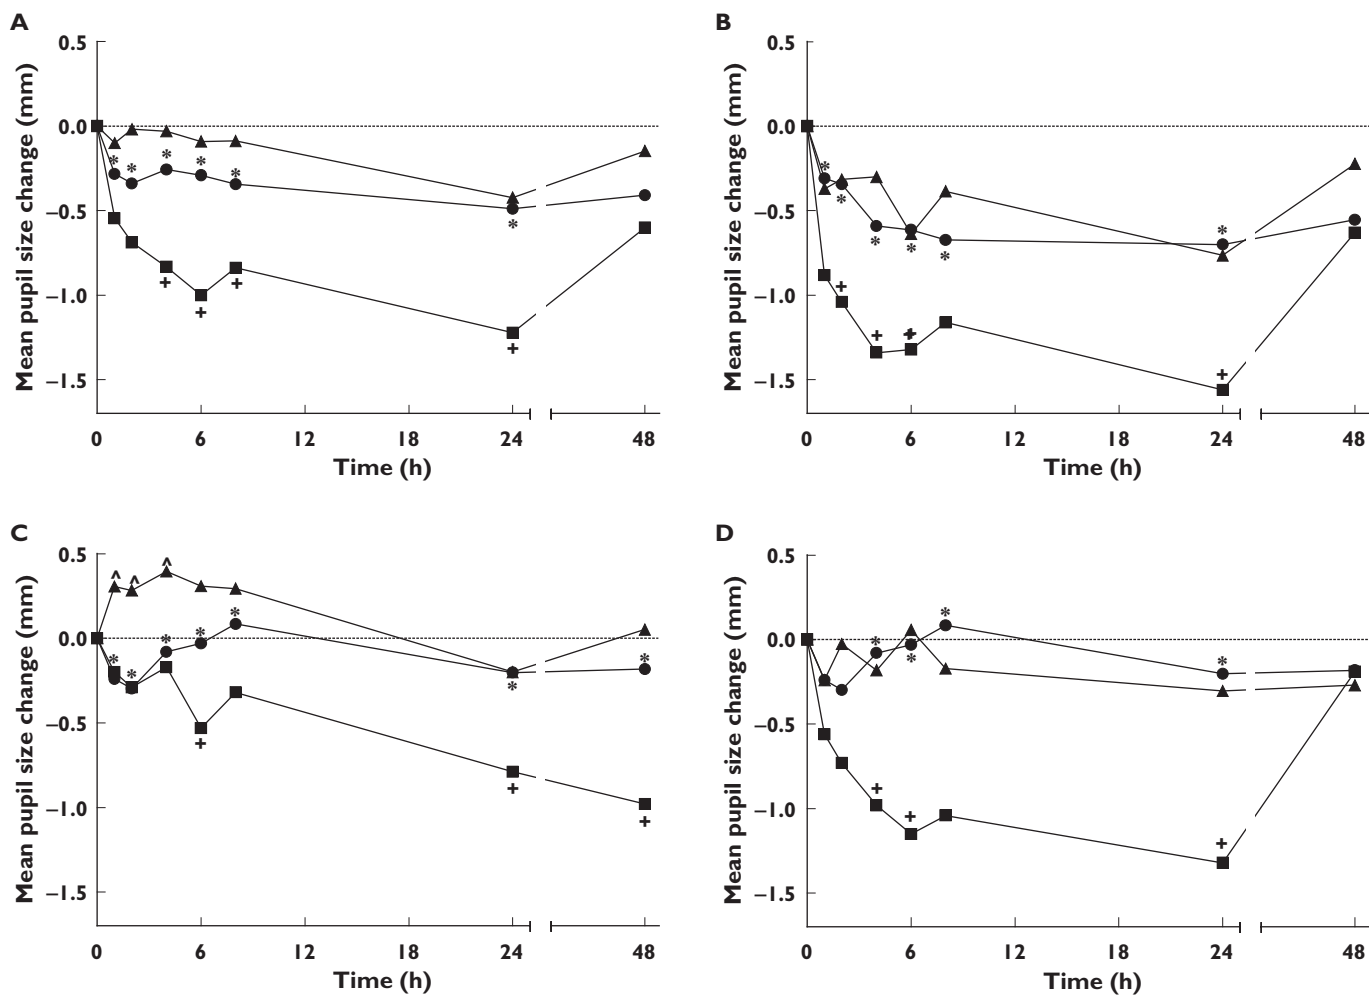 A
0.5
0.0
−0.5
−1.0
−1.5
Mean pupil size change (mm)
0 6 12 18 24 48
Time (h)
* * * * * *
+ + + +
B
0.5
0.0
−0.5
−1.0
−1.5
Mean pupil size change (mm)
0 6 12 18 24 48
Time (h)
* * * * * *
+ + + + +
C
0.5
0.0
−0.5
−1.0
−1.5
Mean pupil size change (mm)
0 6 12 18 24 48
Time (h)
^ ^ ^
* * * * * * *
+ + +
D
0.5
0.0
−0.5
−1.0
−1.5
Mean pupil size change (mm)
0 6 12 18 24 48
Time (h)
* * * *
+ + +